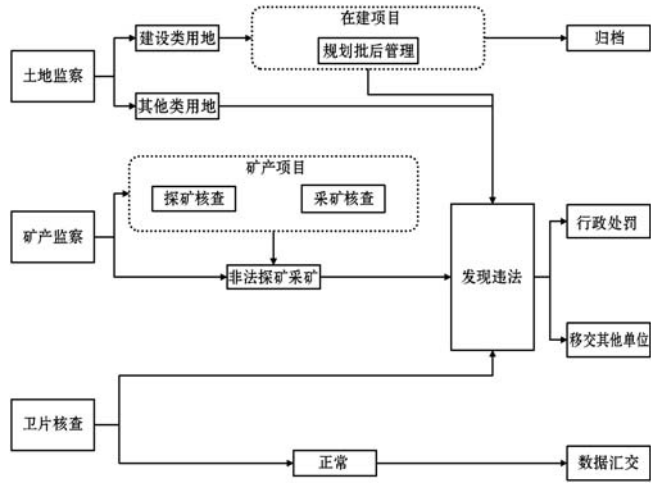 在建项目
建设类用地
规划批后管理
归档
土地监察
其他类用地
矿产项目
探矿核查
采矿核查
矿产监察
非法探矿采矿
发现违法
行政处罚
移交其他单位
卫片核查
正常
数据汇交